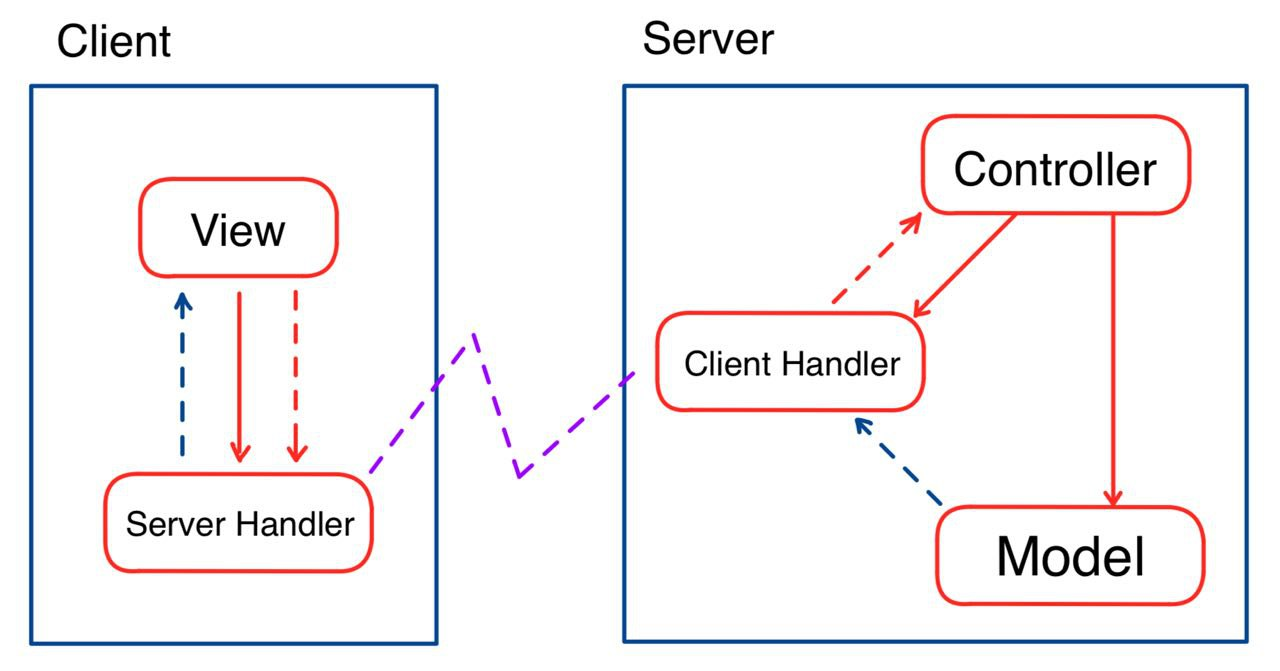 Client
Server
View
Server Handler
Controller
Client Handler
Model